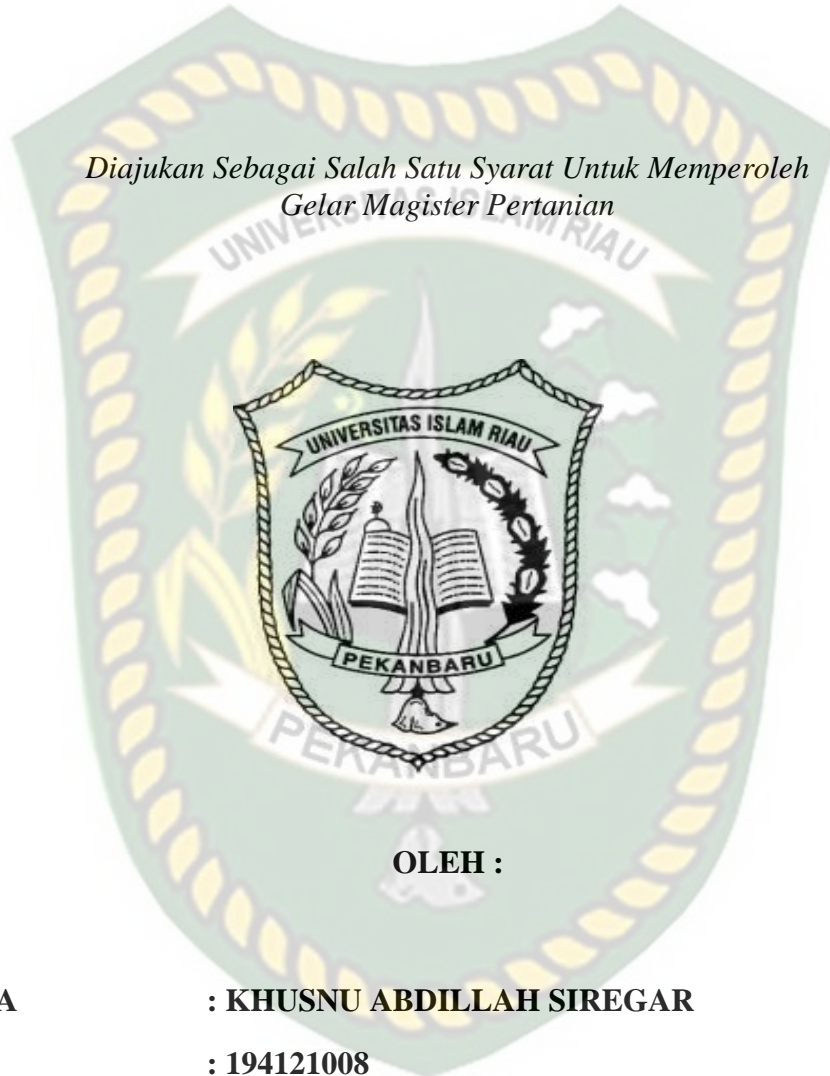 Diajukan Sebagai Salah Satu Syarat Untuk Memperoleh
Gelar Magister Pertanian
UNIVERSITAS ISLAM RIAU
UNIVERSITAS ISLAM RIAU
PEKANBARU
PEKANBARU
OLEH :
A : KHUSNU ABDILLAH SIREGAR
: 194121008